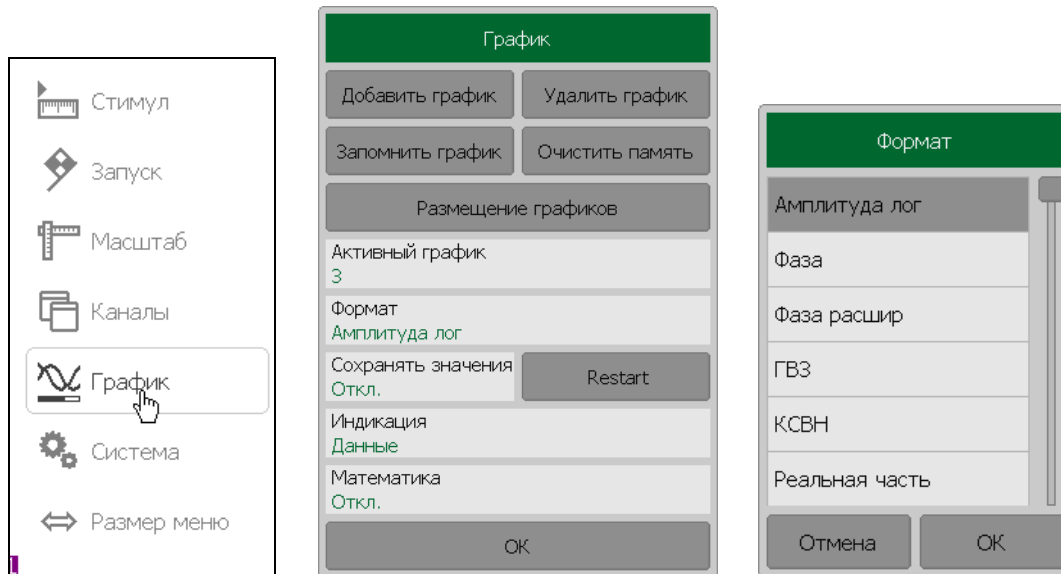 Стимул
Запуск
Масштаб
Каналы
График
Система
Размер меню
График
Добавить график
Удалить график
Запомнить график
Очистить память
Размещение графиков
Активный график
3
Формат
Амплитуда лог
Сохранять значения
Откл.
Restart
Индикация
Данные
Математика
Откл.
OK
Формат
Амплитуда лог
Фаза
Фаза расшир
ГВЗ
КСВН
Реальная часть
Отмена
OK